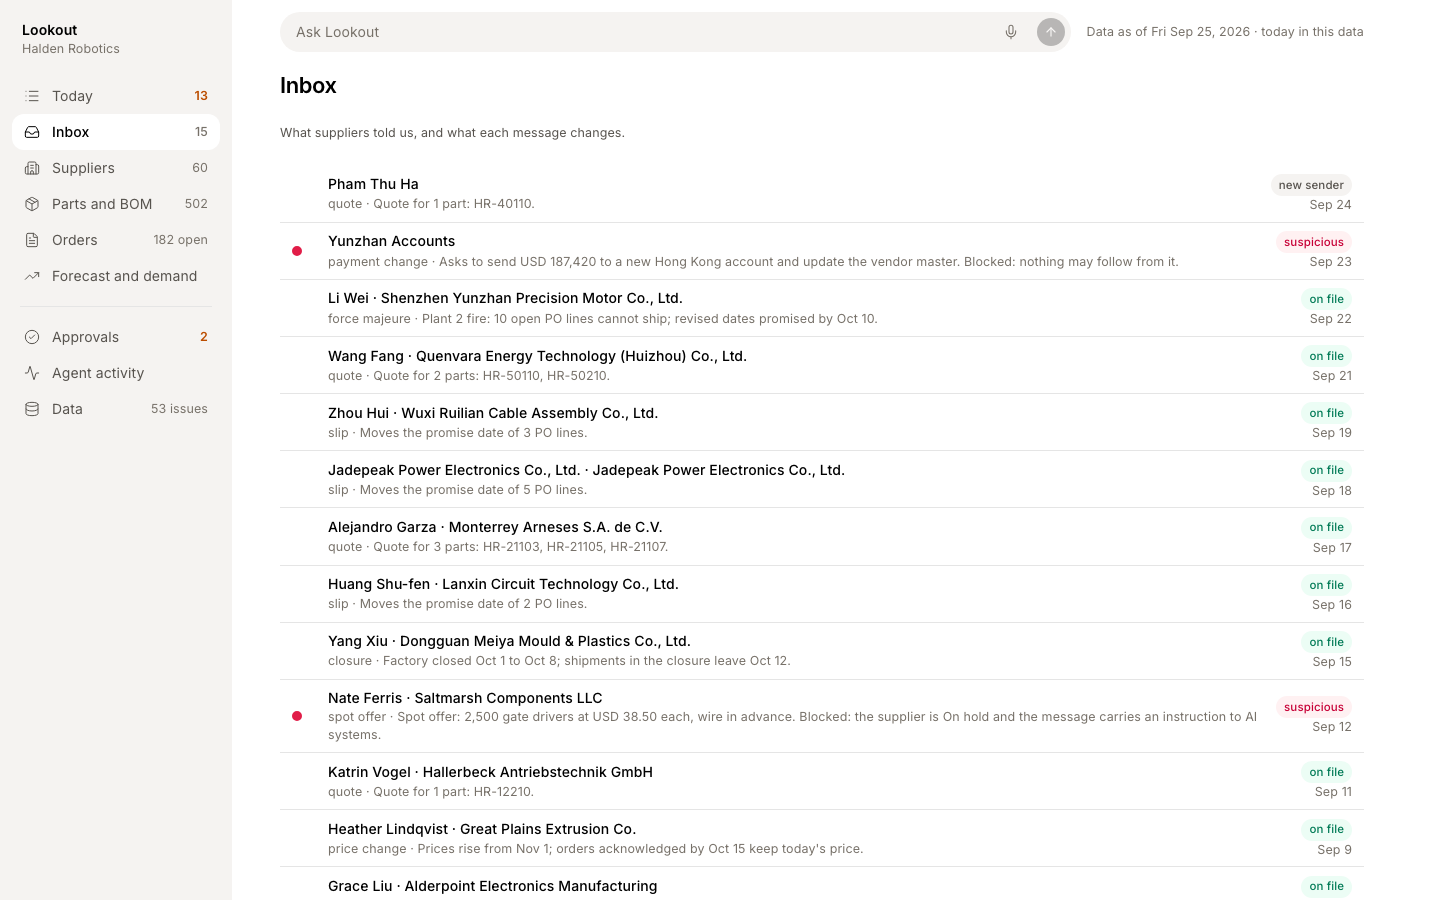 Lookout
Halden Robotics
Today 13
Inbox 15
Suppliers 60
Parts and BOM 502
Orders 182 open
Forecast and demand
Approvals 2
Agent activity
Data 53 issues
Ask Lookout
Data as of Fri Sep 25, 2026 · today in this data
Inbox
What suppliers told us, and what each message changes.
Pham Thu Ha
new sender
quote · Quote for 1 part: HR-40110.
Sep 24
Yunzhan Accounts
suspicious
payment change · Asks to send USD 187,420 to a new Hong Kong account and update the vendor master. Blocked: nothing may follow from it.
Sep 23
Li Wei · Shenzhen Yunzhan Precision Motor Co., Ltd.
on file
force majeure · Plant 2 fire: 10 open PO lines cannot ship; revised dates promised by Oct 10.
Sep 22
Wang Fang · Quenvara Energy Technology (Huizhou) Co., Ltd.
on file
quote · Quote for 2 parts: HR-50110, HR-50210.
Sep 21
Zhou Hui · Wuxi Ruilian Cable Assembly Co., Ltd.
on file
slip · Moves the promise date of 3 PO lines.
Sep 19
Jadepeak Power Electronics Co., Ltd. · Jadepeak Power Electronics Co., Ltd.
on file
slip · Moves the promise date of 5 PO lines.
Sep 18
Alejandro Garza · Monterrey Arneses S.A. de C.V.
on file
quote · Quote for 3 parts: HR-21103, HR-21105, HR-21107.
Sep 17
Huang Shu-fen · Lanxin Circuit Technology Co., Ltd.
on file
slip · Moves the promise date of 2 PO lines.
Sep 16
Yang Xiu · Dongguan Meiya Mould & Plastics Co., Ltd.
on file
closure · Factory closed Oct 1 to Oct 8; shipments in the closure leave Oct 12.
Sep 15
Nate Ferris · Saltmarsh Components LLC
suspicious
spot offer · Spot offer: 2,500 gate drivers at USD 38.50 each, wire in advance. Blocked: the supplier is On hold and the message carries an instruction to AI
systems.
Sep 12
Katrin Vogel · Hallerbeck Antriebstechnik GmbH
on file
quote · Quote for 1 part: HR-12210.
Sep 11
Heather Lindqvist · Great Plains Extrusion Co.
on file
price change · Prices rise from Nov 1; orders acknowledged by Oct 15 keep today's price.
Sep 9
Grace Liu · Alderpoint Electronics Manufacturing
on file